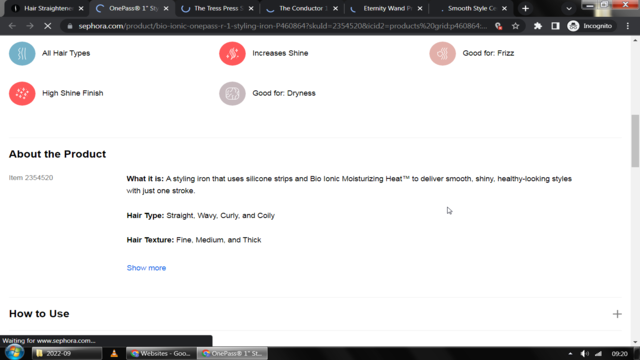 Hair Straightene
OnePass® 1" St
The Tress Press S
The Conductor 1
Eternity Wand P
Smooth Style Ce
sephora.com/product/bio-ionic-onepass-r-1-styling-iron-P460864?skuId=2354520&icid2=products%20grid:p460864:...
Incognito
All Hair Types
Increases Shine
Good for: Frizz
High Shine Finish
Good for: Dryness
About the Product
Item 2354520
What it is: A styling iron that uses silicone strips and Bio Ionic Moisturizing Heat™ to deliver smooth, shiny, healthy-looking styles
with just one stroke.
Hair Type: Straight, Wavy, Curly, and Coily
Hair Texture: Fine, Medium, and Thick
Show more
How to Use
Waiting for www.sephora.com...
2022-09
Websites - Goo...
OnePass® 1" St...
09:20